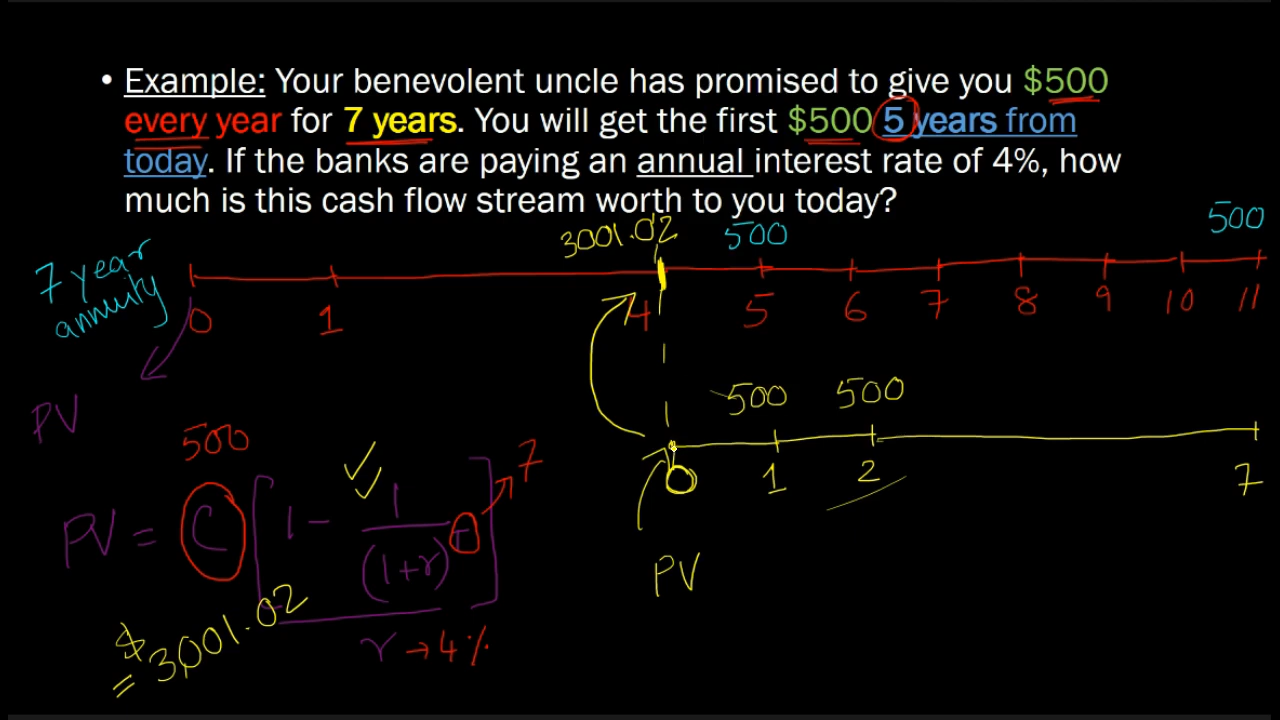 • Example: Your benevolent uncle has promised to give you $500
every year for 7 years. You will get the first $500 5 years from
today. If the banks are paying an annual interest rate of 4%, how
much is this cash flow stream worth to you today?
3001.02 500 500
7 year
annuity
0 1 4 5 6 7 8 9 10 11
PV
500 500
0 1 2 7
500
7
PV = C [1 - 1
(1+r)T]
r → 4%
= $3,001.02
PV